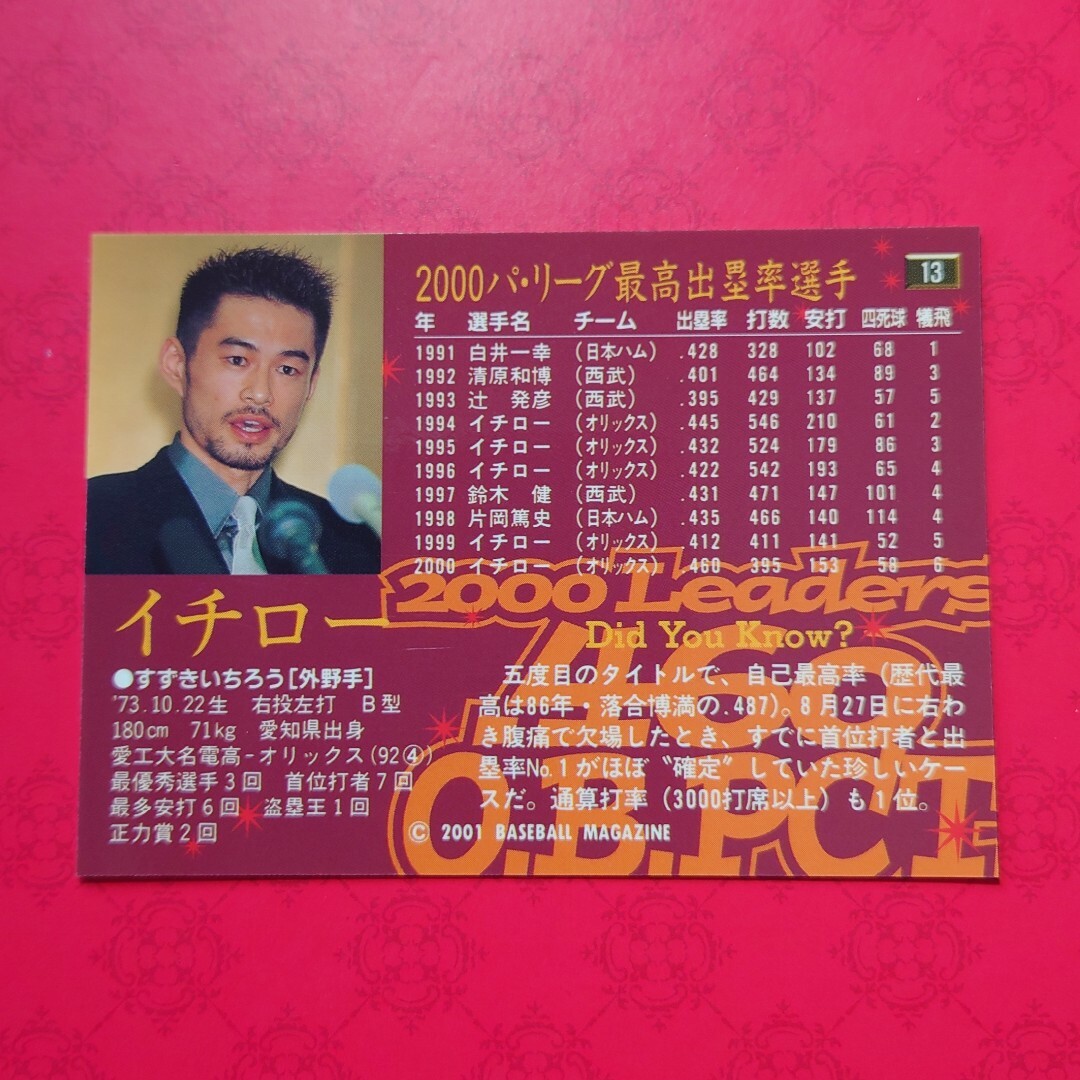 2000パ・リーグ最高出塁率選手
13
年 選手名 チーム 出塁率 打数 安打 四死球 犠飛
1991 白井一幸 (日本ハム) .428 328 102 68 1
1992 清原和博 (西武) .401 464 134 89 3
1993 辻 発彦 (西武) .395 429 137 57 5
1994 イチロー (オリックス) .445 546 210 61 2
1995 イチロー (オリックス) .432 524 179 86 3
1996 イチロー (オリックス) .422 542 193 65 4
1997 鈴木 健 (西武) .431 471 147 101 4
1998 片岡篤史 (日本ハム) .435 466 140 114 4
1999 イチロー (オリックス) .412 411 141 52 5
2000 イチロー (オリックス) .460 395 153 58 6
2000 Leaders
.460
O.B.PCT
イチロー
●すずきいちろう[外野手]
'73.10.22生 右投左打 B型
180cm 71kg 愛知県出身
愛工大名電高-オリックス(92④)
最優秀選手3回 首位打者7回
最多安打6回 盗塁王1回
正力賞2回
Did You Know?
五度目のタイトルで、自己最高率(歴代最
高は86年・落合博満の.487)。8月27日に右わ
き腹痛で欠場したとき、すでに首位打者と出
塁率No.1がほぼ〝確定〟していた珍しいケー
スだ。通算打率(3000打席以上)も1位。
© 2001 BASEBALL MAGAZINE